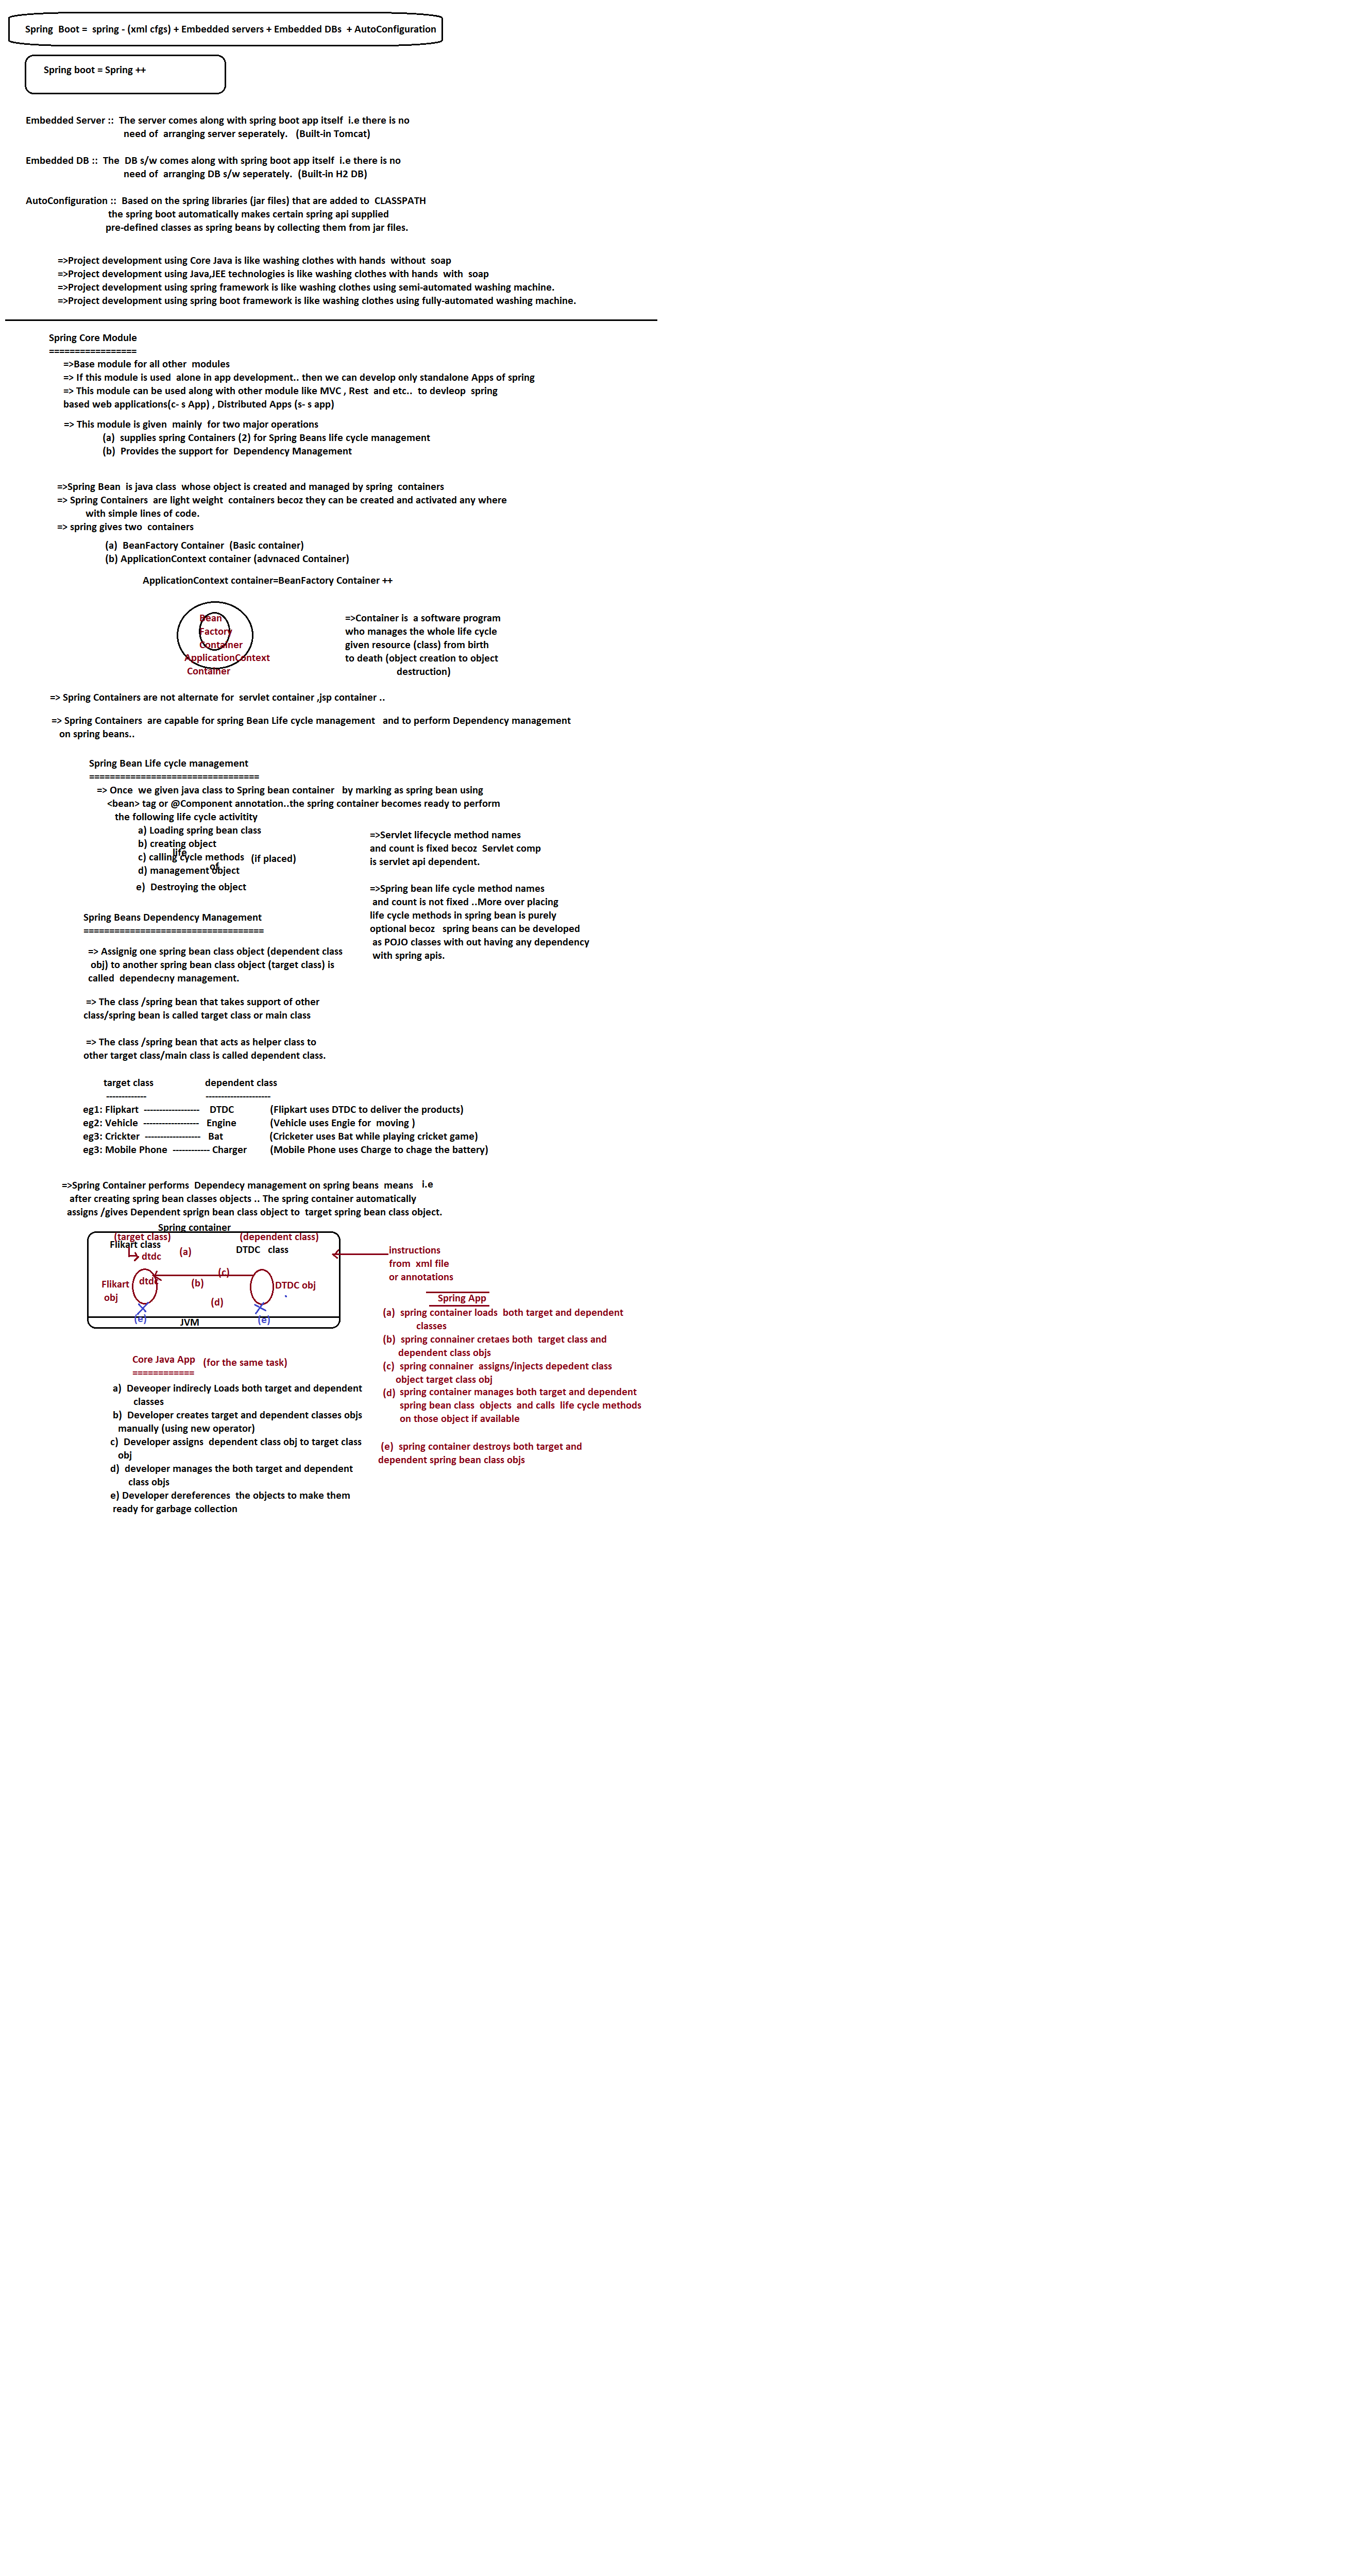 Spring Boot = spring - (xml cfgs) + Embedded servers + Embedded DBs + AutoConfiguration
Spring boot = Spring ++
Embedded Server :: The server comes along with spring boot app itself i.e there is no
need of arranging server seperately. (Built-in Tomcat)
Embedded DB :: The DB s/w comes along with spring boot app itself i.e there is no
need of arranging DB s/w seperately. (Built-in H2 DB)
AutoConfiguration :: Based on the spring libraries (jar files) that are added to CLASSPATH
the spring boot automatically makes certain spring api supplied
pre-defined classes as spring beans by collecting them from jar files.
=>Project development using Core Java is like washing clothes with hands without soap
=>Project development using Java,JEE technologies is like washing clothes with hands with soap
=>Project development using spring framework is like washing clothes using semi-automated washing machine.
=>Project development using spring boot framework is like washing clothes using fully-automated washing machine.
Spring Core Module
=================
=>Base module for all other modules
=> If this module is used alone in app development.. then we can develop only standalone Apps of spring
=> This module can be used along with other module like MVC , Rest and etc.. to devleop spring
based web applications(c- s App) , Distributed Apps (s- s app)
=> This module is given mainly for two major operations
(a) supplies spring Containers (2) for Spring Beans life cycle management
(b) Provides the support for Dependency Management
=>Spring Bean is java class whose object is created and managed by spring containers
=> Spring Containers are light weight containers becoz they can be created and activated any where
with simple lines of code.
=> spring gives two containers
(a) BeanFactory Container (Basic container)
(b) ApplicationContext container (advnaced Container)
ApplicationContext container=BeanFactory Container ++
Bean
Factory
Container
ApplicationContext
Container
=>Container is a software program
who manages the whole life cycle
given resource (class) from birth
to death (object creation to object
destruction)
=> Spring Containers are not alternate for servlet container ,jsp container ..
=> Spring Containers are capable for spring Bean Life cycle management and to perform Dependency management
on spring beans..
Spring Bean Life cycle management
=================================
=> Once we given java class to Spring bean container by marking as spring bean using
<bean> tag or @Component annotation..the spring container becomes ready to perform
the following life cycle activitity
a) Loading spring bean class
b) creating object
life
c) calling cycle methods (if placed)
of
d) management object
e) Destroying the object
=>Servlet lifecycle method names
and count is fixed becoz Servlet comp
is servlet api dependent.
=>Spring bean life cycle method names
and count is not fixed ..More over placing
life cycle methods in spring bean is purely
optional becoz spring beans can be developed
as POJO classes with out having any dependency
with spring apis.
Spring Beans Dependency Management
===================================
=> Assignig one spring bean class object (dependent class
obj) to another spring bean class object (target class) is
called dependecny management.
=> The class /spring bean that takes support of other
class/spring bean is called target class or main class
=> The class /spring bean that acts as helper class to
other target class/main class is called dependent class.
target class dependent class
------------- ---------------------
eg1: Flipkart ------------------ DTDC (Flipkart uses DTDC to deliver the products)
eg2: Vehicle ------------------ Engine (Vehicle uses Engie for moving )
eg3: Crickter ------------------ Bat (Cricketer uses Bat while playing cricket game)
eg3: Mobile Phone ------------ Charger (Mobile Phone uses Charge to chage the battery)
=>Spring Container performs Dependecy management on spring beans means i.e
after creating spring bean classes objects .. The spring container automatically
assigns /gives Dependent sprign bean class object to target spring bean class object.
Spring container
(target class) (dependent class)
Flikart class DTDC class
dtdc (a)
(c)
Flikart dtdc (b) DTDC obj
obj (d)
(e) (e)
JVM
instructions
from xml file
or annotations
Spring App
(a) spring container loads both target and dependent
classes
(b) spring connainer cretaes both target class and
dependent class objs
(c) spring connainer assigns/injects depedent class
object target class obj
(d) spring container manages both target and dependent
spring bean class objects and calls life cycle methods
on those object if available
(e) spring container destroys both target and
dependent spring bean class objs
Core Java App (for the same task)
============
a) Deveoper indirecly Loads both target and dependent
classes
b) Developer creates target and dependent classes objs
manually (using new operator)
c) Developer assigns dependent class obj to target class
obj
d) developer manages the both target and dependent
class objs
e) Developer dereferences the objects to make them
ready for garbage collection